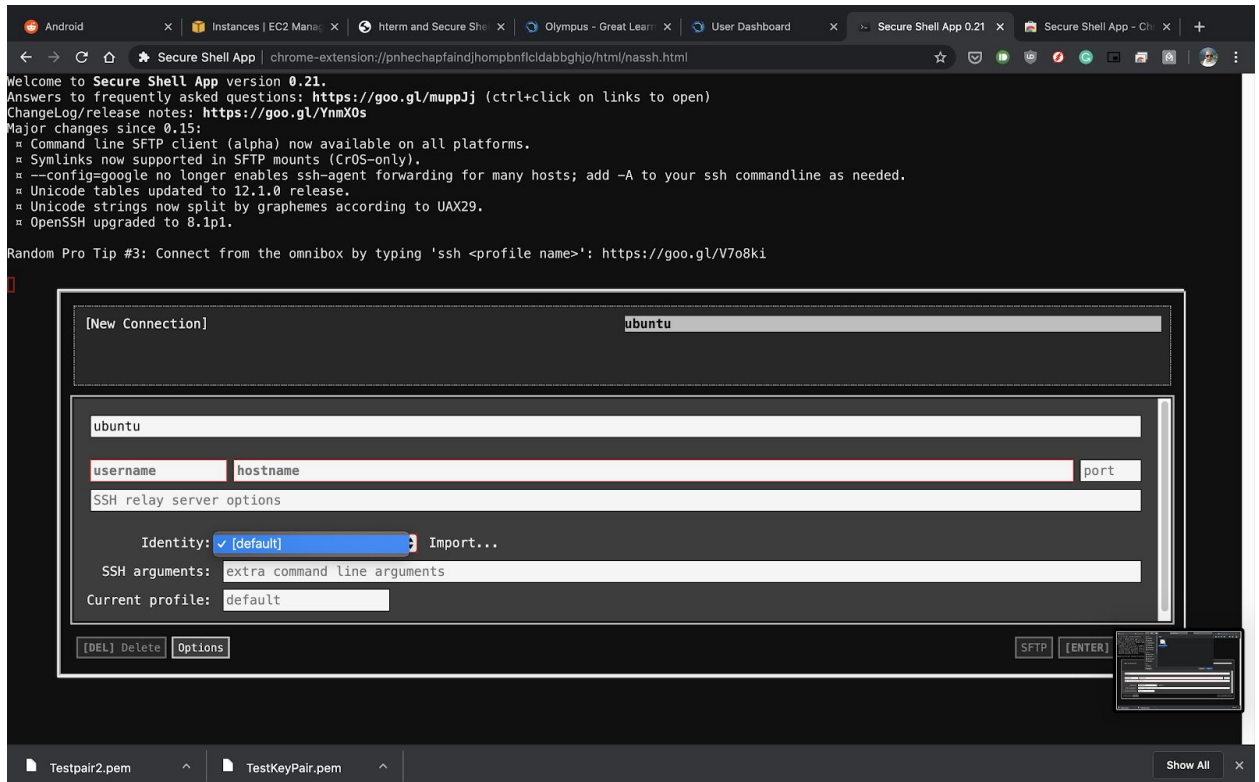 Android
Instances | EC2 Manag
hterm and Secure She
Olympus - Great Learn
User Dashboard
Secure Shell App 0.21
Secure Shell App - Ch
Secure Shell App | chrome-extension://pnhechapfaindjhompbnflcldabbghjo/html/nassh.html
Welcome to Secure Shell App version 0.21.
Answers to frequently asked questions: https://goo.gl/muppJj (ctrl+click on links to open)
ChangeLog/release notes: https://goo.gl/YnmXOs
Major changes since 0.15:
¤ Command line SFTP client (alpha) now available on all platforms.
¤ Symlinks now supported in SFTP mounts (CrOS-only).
¤ --config=google no longer enables ssh-agent forwarding for many hosts; add -A to your ssh commandline as needed.
¤ Unicode tables updated to 12.1.0 release.
¤ Unicode strings now split by graphemes according to UAX29.
¤ OpenSSH upgraded to 8.1p1.
Random Pro Tip #3: Connect from the omnibox by typing 'ssh <profile name>': https://goo.gl/V7o8ki
[New Connection] ubuntu
ubuntu
username hostname port
SSH relay server options
Identity: ✓ [default] Import...
SSH arguments: extra command line arguments
Current profile: default
[DEL] Delete Options SFTP [ENTER]
Testpair2.pem TestKeyPair.pem Show All